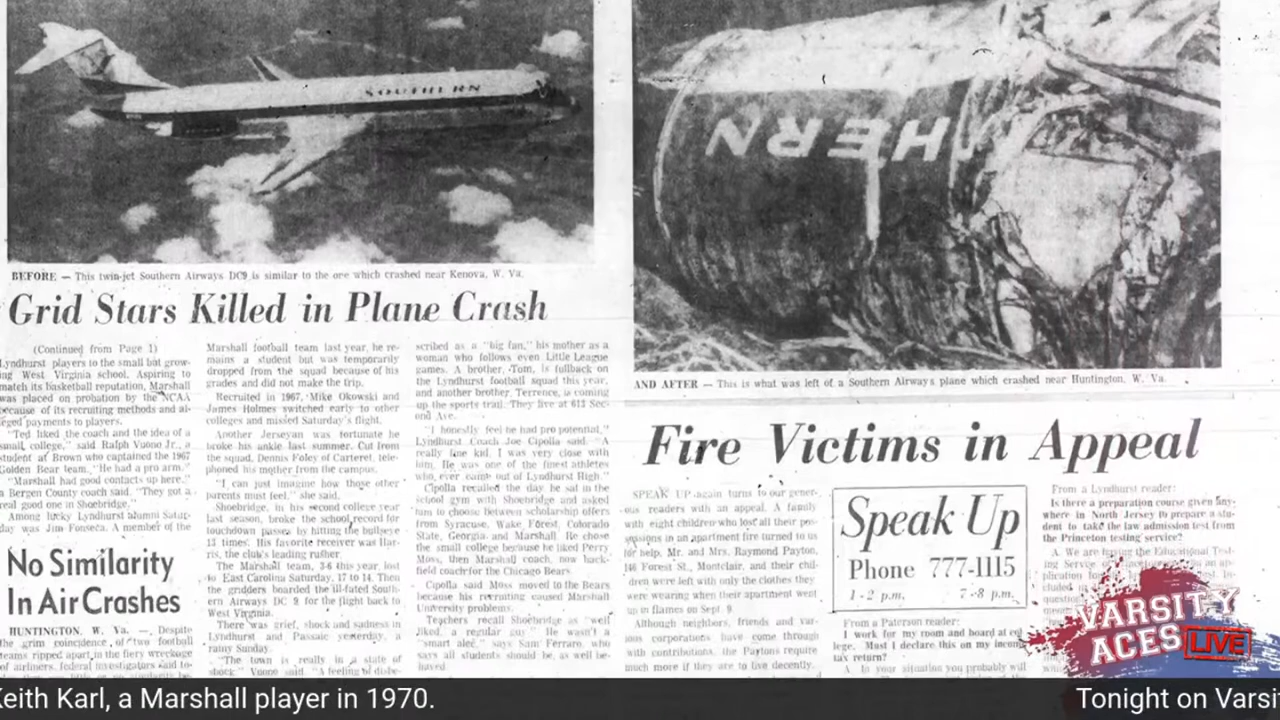 SOUTHERN
HERN
BEFORE — This twin-jet Southern Airways DC9 is similar to the one which crashed near Kenova, W. Va.
Grid Stars Killed in Plane Crash
(Continued from Page 1)
Lyndhurst players to the small but grow-
ing West Virginia school. Aspiring to
match its basketball reputation, Marshall
was placed on probation by the NCAA
because of its recruiting methods and al-
leged payments to players.
"Ted liked the coach and the idea of a
small college," said Ralph Vuono Jr., a
student at Brown who captained the 1967
Golden Bear team. "He had a pro arm."
"Marshall had good contacts up here,"
a Bergen County coach said. "They got a
real good one in Shoebridge."
Among lucky Lyndhurst alumni Satur-
day was Jim Fonseca. A member of the
No Similarity
In Air Crashes
HUNTINGTON, W. Va. — Despite
the grim coincidence of two football
teams ripped apart in the fiery wreckage
of airliners, federal investigators said to-
Marshall football team last year, he re-
mains a student but was temporarily
dropped from the squad because of his
grades and did not make the trip.
Recruited in 1967, Mike Okowski and
James Holmes switched early to other
colleges and missed Saturday's flight.
Another Jerseyan was fortunate he
broke his ankle last summer. Cut from
the squad, Dennis Foley of Carteret, tele-
phoned his mother from the campus.
"I can just imagine how those other
parents must feel," she said.
Shoebridge, in his second college year
last season, broke the school record for
touchdown passes by hitting the bullseye
11 times. His favorite receiver was Har-
ris, the club's leading rusher.
The Marshall team, 3-6 this year, lost
to East Carolina Saturday, 17 to 14. Then
the gridders boarded the ill-fated South-
ern Airways DC 9 for the flight back to
West Virginia.
There was grief, shock and sadness in
Lyndhurst and Passaic yesterday, a
rainy Sunday.
"The town is really in a state of
shock," Vuono said. "A feeling of disbe-
scribed as a "big fan," his mother as a
woman who follows even Little League
games. A brother, Tom, is fullback on
the Lyndhurst football squad this year,
and another brother, Terrence, is coming
up the sports trail. They live at 613 Sec-
ond Ave.
"I honestly feel he had pro potential,"
Lyndhurst Coach Joe Cipolla said. "A
really fine kid. I was very close with
him. He was one of the finest athletes
who ever came out of Lyndhurst High."
Cipolla recalled the day he sat in the
school gym with Shoebridge and asked
him to choose between scholarship offers
from Syracuse, Wake Forest, Colorado
State, Georgia, and Marshall. He chose
the small college because he liked Perry
Moss, then Marshall coach, now back-
field coach for the Chicago Bears.
Cipolla said Moss moved to the Bears
because his recruiting caused Marshall
University problems.
Teachers recall Shoebridge as "well
liked, a regular guy." He wasn't a
"smart alec," says Sam Ferraro, who
says all students should be, as well be-
haved.
AND AFTER — This is what was left of a Southern Airways plane which crashed near Huntington, W. Va.
Fire Victims in Appeal
SPEAK UP again turns to our gener-
ous readers with an appeal. A family
with eight children who lost all their pos-
sessions in an apartment fire turned to us
for help. Mr. and Mrs. Raymond Payton,
146 Forest St., Montclair, and their chil-
dren were left with only the clothes they
were wearing when their apartment went
up in flames on Sept. 9.
Although neighbors, friends and var-
ious corporations have come through
with contributions, the Paytons require
much more if they are to live decently.
Speak Up
Phone 777-1115
1 - 2 p.m. 7 - 8 p.m.
From a Paterson reader:
I work for my room and board at col
lege. Must I declare this on my income
tax return?
A. In your situation you probably will
From a Lyndhurst reader:
Is there a preparation course given any-
where in North Jersey to prepare a stu-
dent to take the law admission test from
the Princeton testing service?
VARSITY
ACES LIVE
Keith Karl, a Marshall player in 1970.
Tonight on Varsi